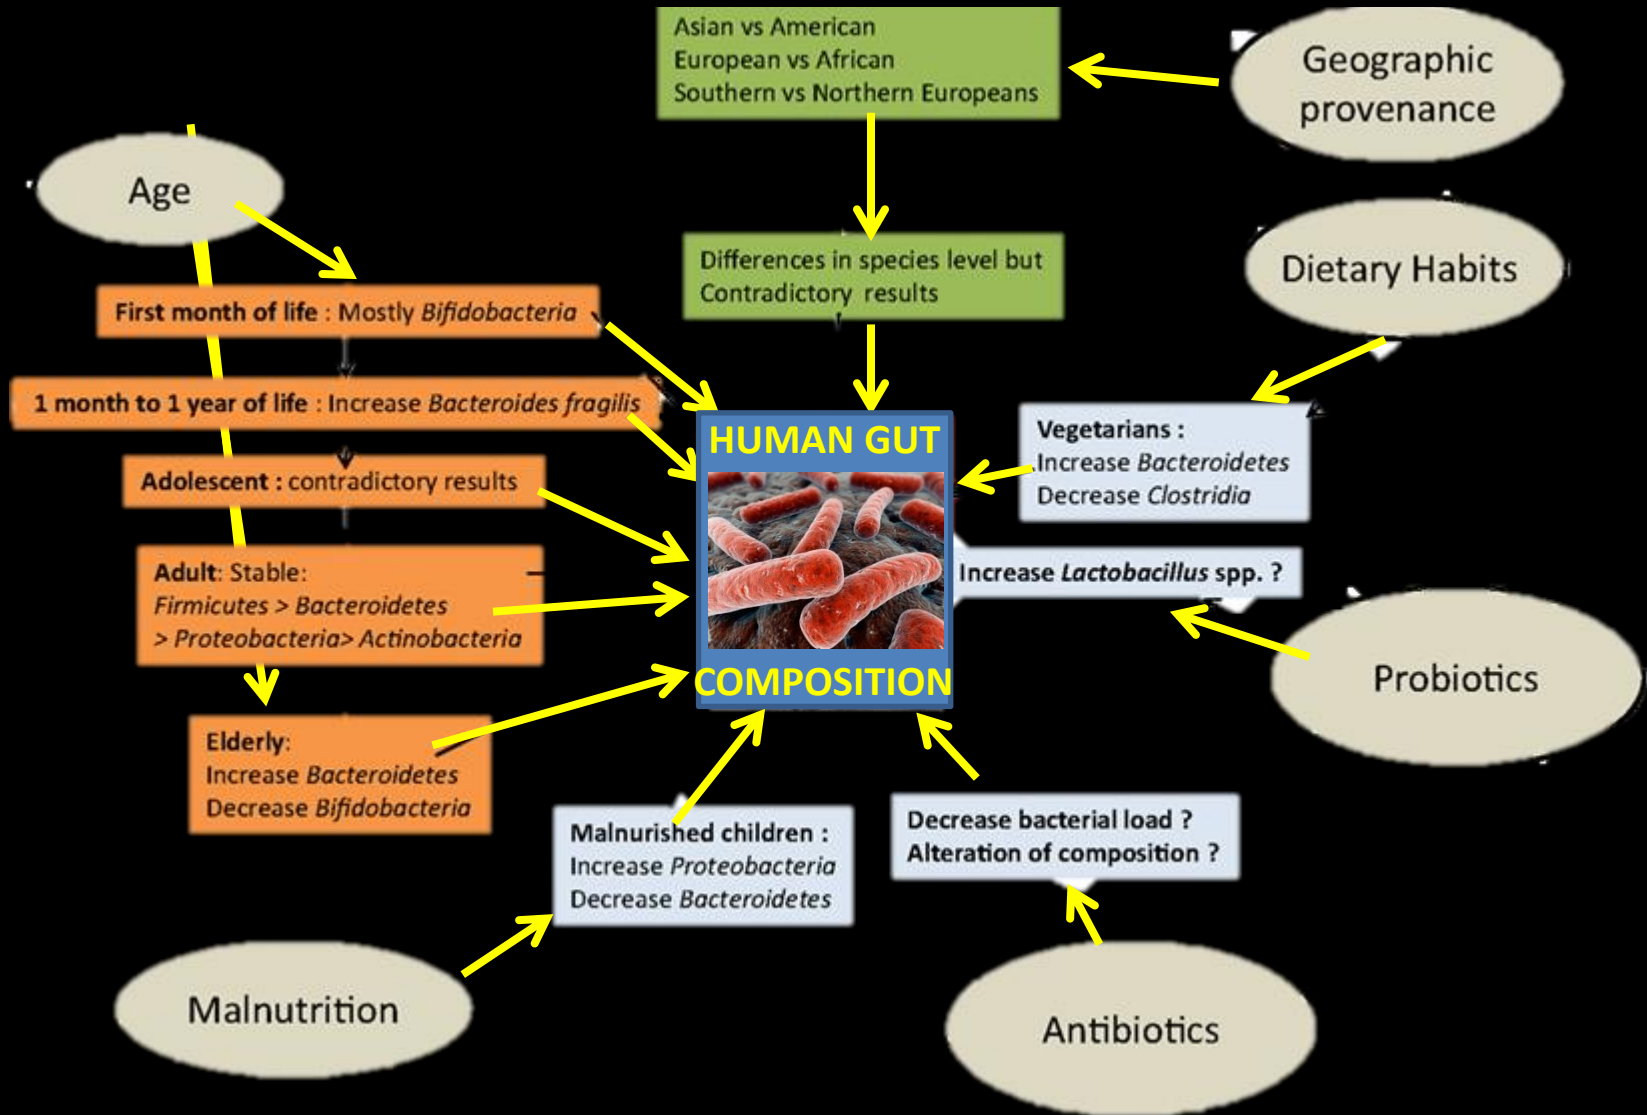 Asian vs American
European vs African
Southern vs Northern Europeans
Geographic
provenance
Age
Differences in species level but
Contradictory results
Dietary Habits
First month of life : Mostly Bifidobacteria
1 month to 1 year of life : Increase Bacteroides fragilis
Adolescent : contradictory results
Adult: Stable:
Firmicutes > Bacteroidetes
> Proteobacteria> Actinobacteria
Elderly:
Increase Bacteroidetes
Decrease Bifidobacteria
HUMAN GUT
COMPOSITION
Vegetarians :
Increase Bacteroidetes
Decrease Clostridia
Increase Lactobacillus spp. ?
Probiotics
Malnurished children :
Increase Proteobacteria
Decrease Bacteroidetes
Decrease bacterial load ?
Alteration of composition ?
Malnutrition
Antibiotics